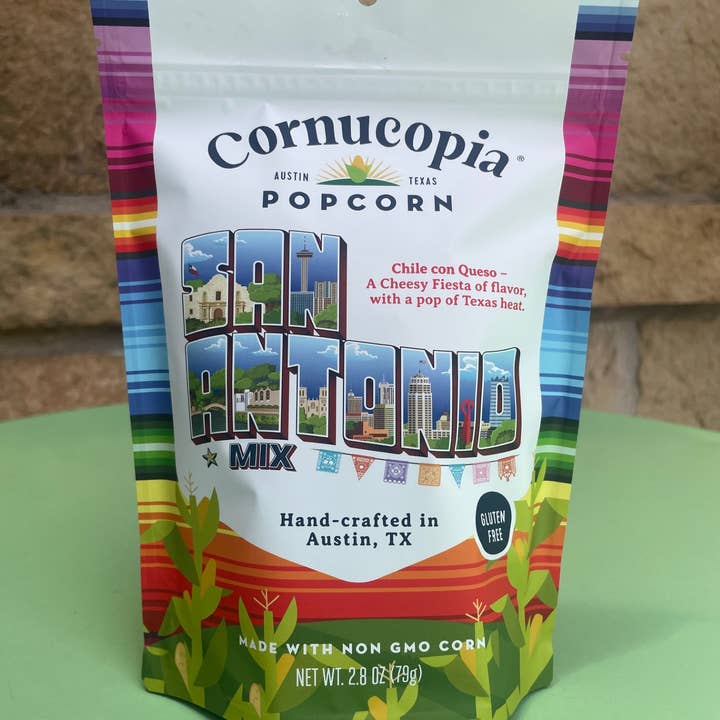 Cornucopia®
AUSTIN TEXAS
POPCORN
SAN
ANTONIO
MIX
Chile con Queso –
A Cheesy Fiesta of flavor,
with a pop of Texas heat.
Hand-crafted in
Austin, TX
GLUTEN
FREE
MADE WITH NON GMO CORN
NET WT. 2.8 OZ (79g)